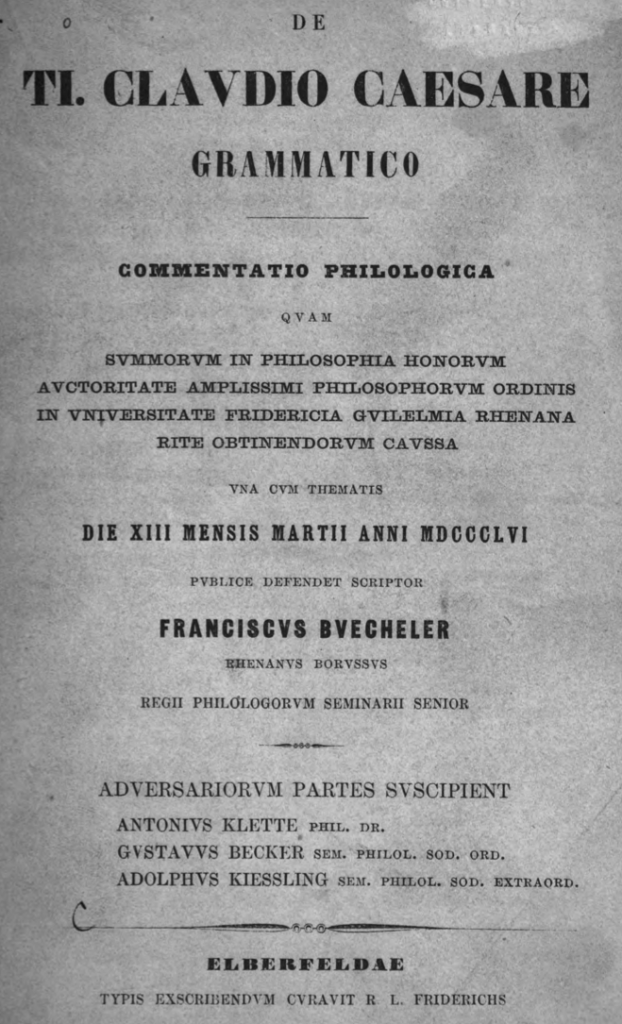 DE
TI. CLAVDIO CAESARE
GRAMMATICO
COMMENTATIO PHILOLOGICA
QVAM
SVMMORVM IN PHILOSOPHIA HONORVM
AVCTORITATE AMPLISSIMI PHILOSOPHORVM ORDINIS
IN VNIVERSITATE FRIDERICIA GVILELMIA RHENANA
RITE OBTINENDORVM CAVSSA
VNA CVM THEMATIS
DIE XIII MENSIS MARTII ANNI MDCCCLVI
PVBLICE DEFENDET SCRIPTOR
FRANCISCVS BVECHELER
RHENANVS BORVSSVS
REGII PHILOLOGORVM SEMINARII SENIOR
ADVERSARIORVM PARTES SVSCIPIENT
ANTONIVS KLETTE PHIL. DR.
GVSTAVVS BECKER SEM. PHILOL. SOD. ORD.
ADOLPHVS KIESSLING SEM. PHILOL. SOD. EXTRAORD.
ELBERFELDAE
TYPIS EXSCRIBENDVM CVRAVIT R L. FRIDERICHS